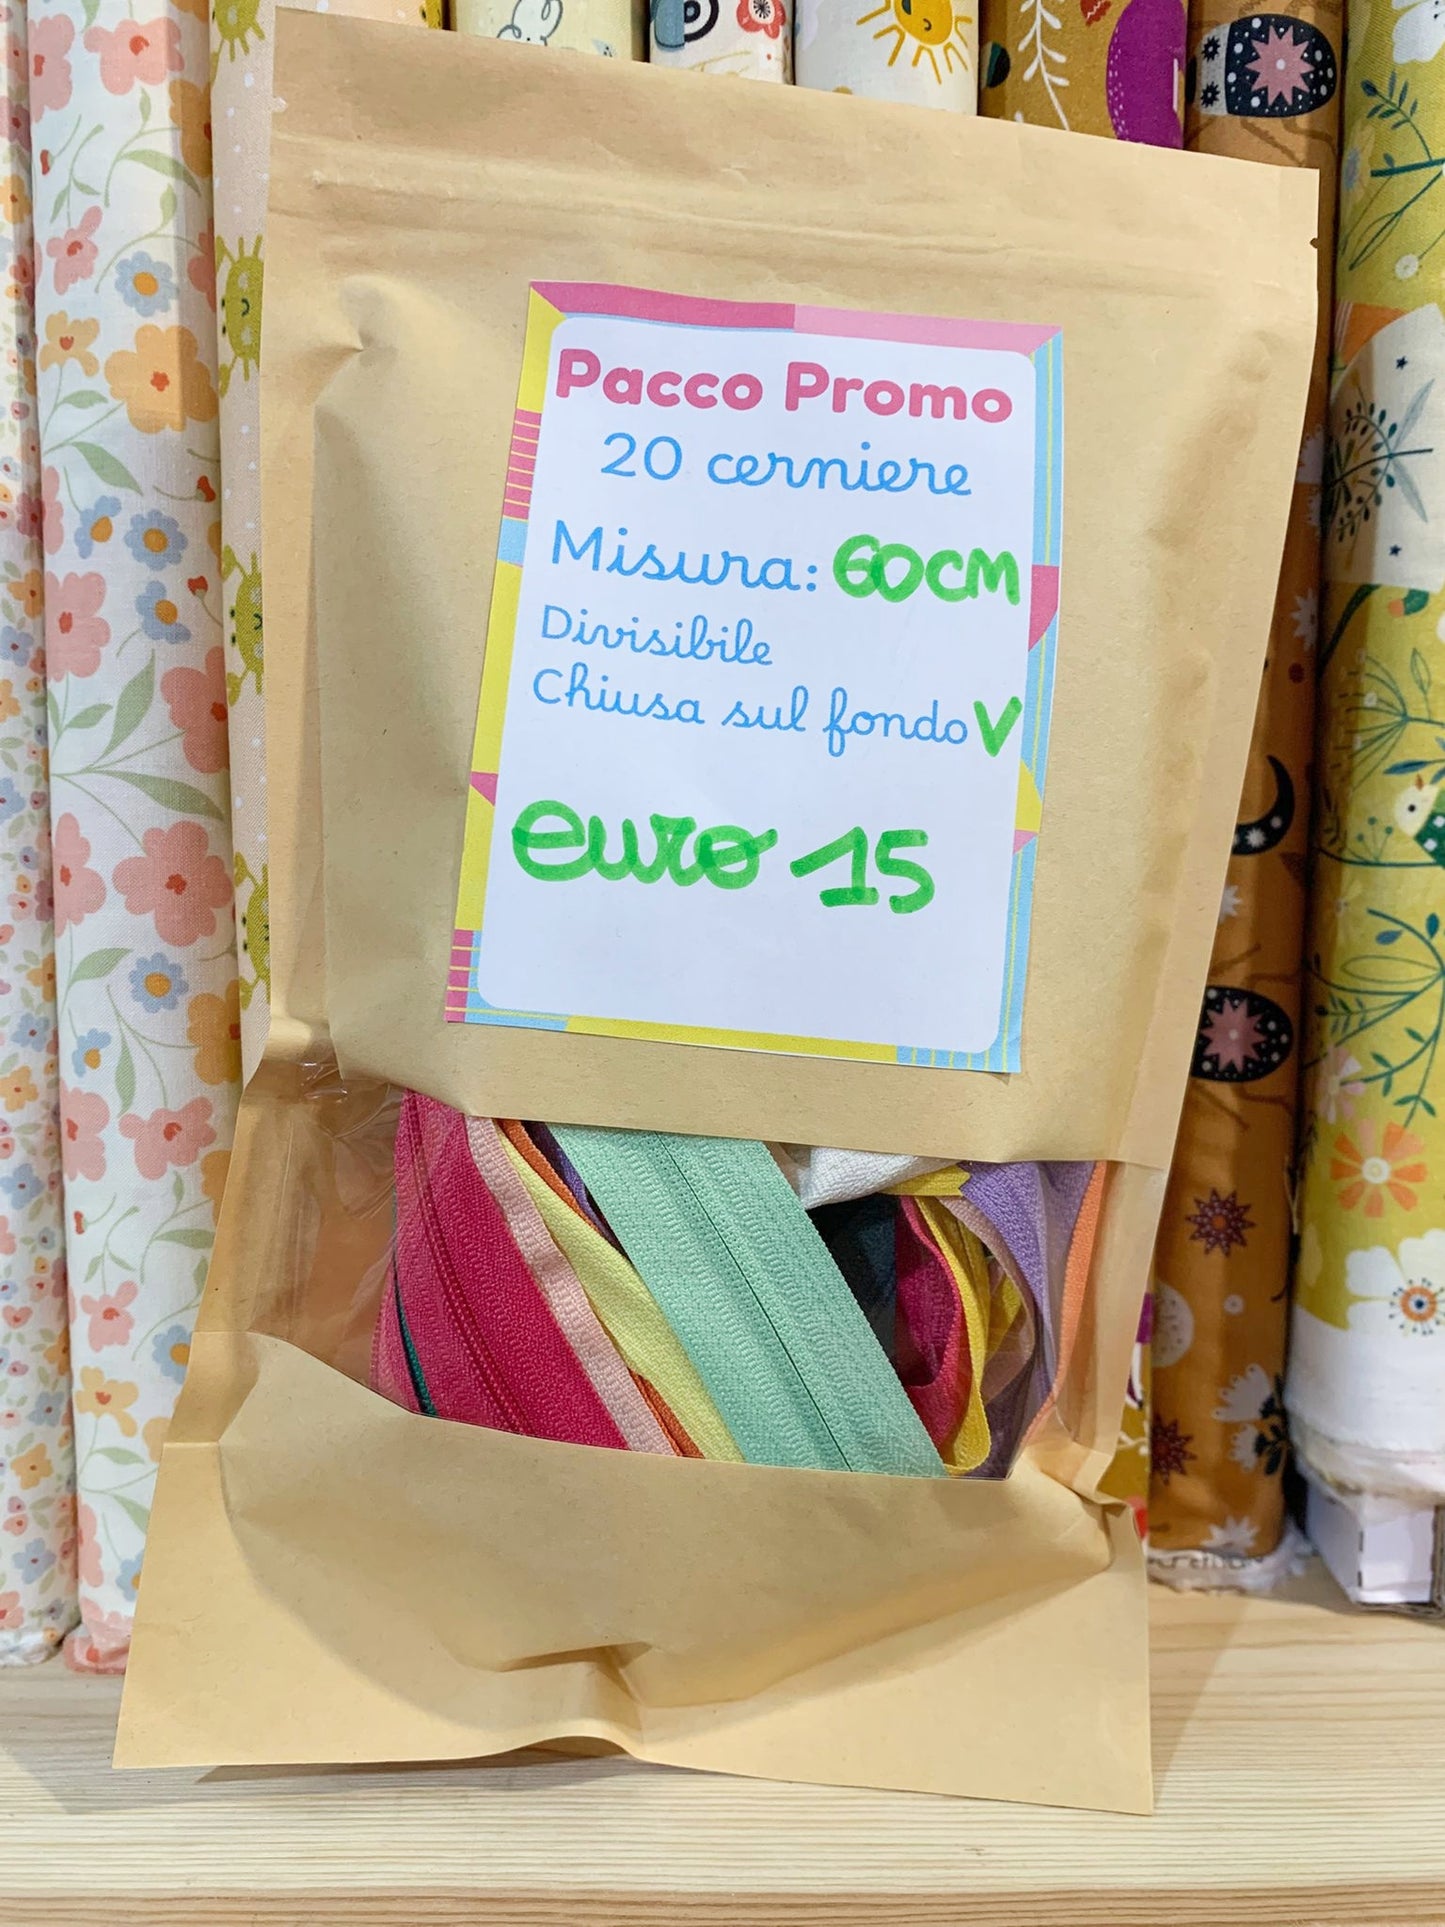 Pacco Promo
20 cerniere
Misura: 60CM
Divisibile
Chiusa sul fondo V
euro 15